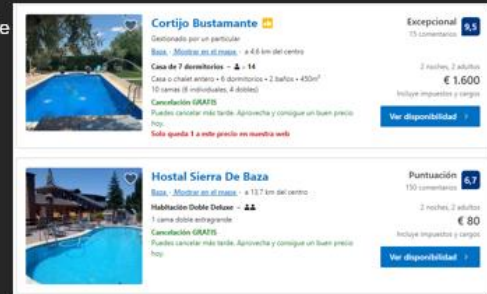 e
Cortijo Bustamante
Excepcional
15 comentarios
9,5
Gestionado por un particular
Baza - Mostrar en el mapa - a 4,6 km del centro
Casa de 7 dormitorios - 14
2 noches, 2 adultos
Casa o chalet entero • 6 dormitorios • 2 baños • 450m²
€ 1.600
10 camas (6 individuales, 4 dobles)
Incluye impuestos y cargos
Cancelación GRATIS
Puedes cancelar más tarde. Aprovecha y consigue un buen precio
hoy.
Ver disponibilidad
Solo queda 1 a este precio en nuestra web
Hostal Sierra De Baza
Puntuación
150 comentarios
6,7
Baza - Mostrar en el mapa - a 13,7 km del centro
Habitación Doble Deluxe -
2 noches, 2 adultos
1 cama doble extragrande
€ 80
Cancelación GRATIS
Incluye impuestos y cargos
Puedes cancelar más tarde. Aprovecha y consigue un buen precio
hoy.
Ver disponibilidad